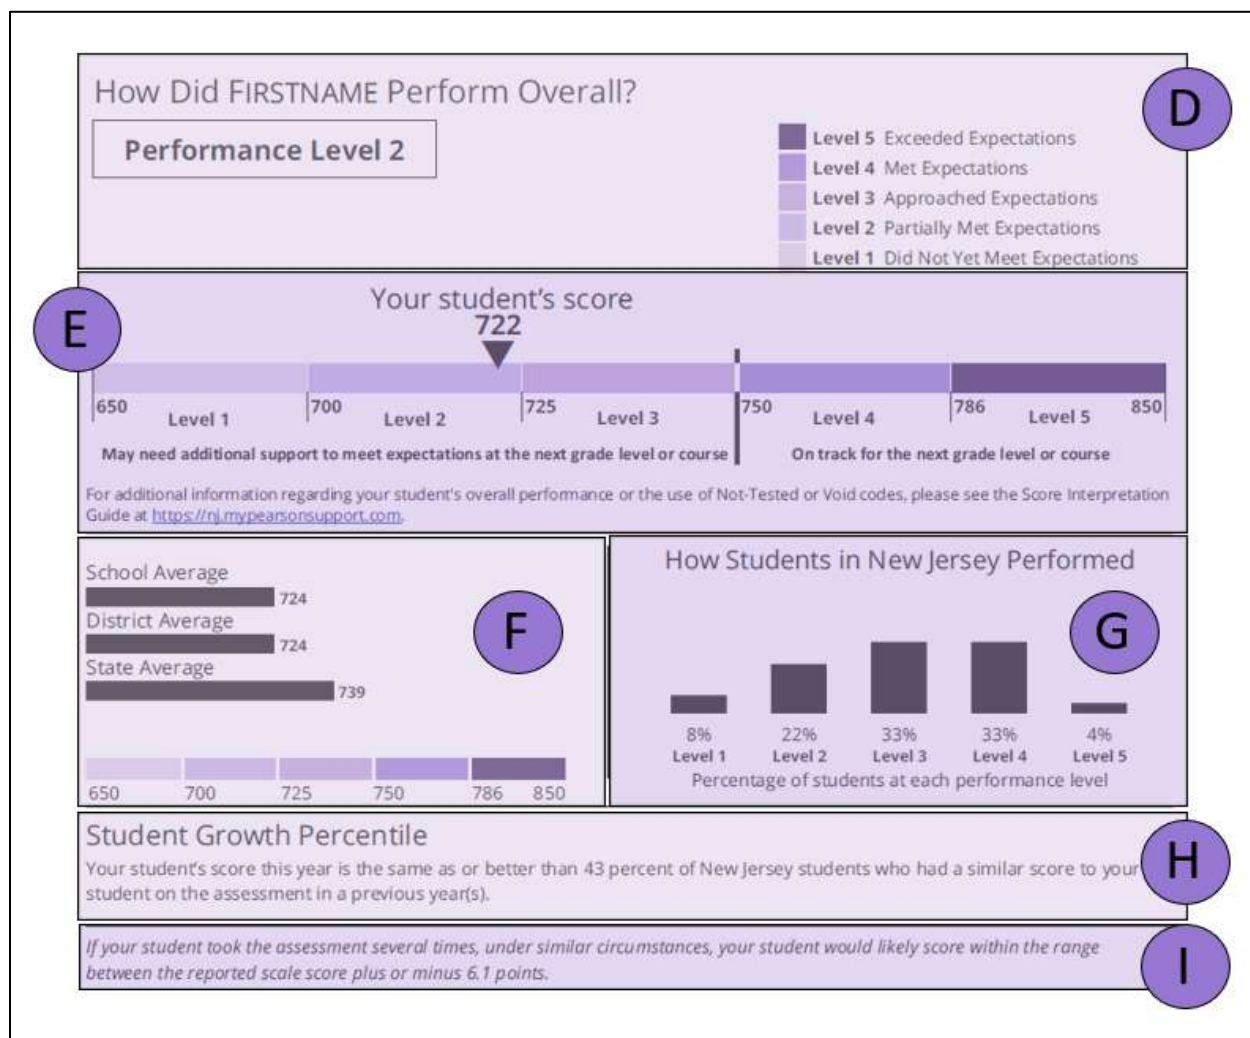 How Did FIRSTNAME Perform Overall?
D
Performance Level 2
Level 5 Exceeded Expectations
Level 4 Met Expectations
Level 3 Approached Expectations
Level 2 Partially Met Expectations
Level 1 Did Not Yet Meet Expectations
E
Your student's score
722
650 700 725 750 786 850
Level 1 Level 2 Level 3 Level 4 Level 5
May need additional support to meet expectations at the next grade level or course On track for the next grade level or course
For additional information regarding your student's overall performance or the use of Not-Tested or Void codes, please see the Score Interpretation
Guide at https://nj.mypearsonsupport.com.
School Average
724
District Average
724
State Average
739
F
650 700 725 750 786 850
How Students in New Jersey Performed
G
8% 22% 33% 33% 4%
Level 1 Level 2 Level 3 Level 4 Level 5
Percentage of students at each performance level
Student Growth Percentile
Your student's score this year is the same as or better than 43 percent of New Jersey students who had a similar score to your
student on the assessment in a previous year(s).
H
If your student took the assessment several times, under similar circumstances, your student would likely score within the range
between the reported scale score plus or minus 6.1 points.
I